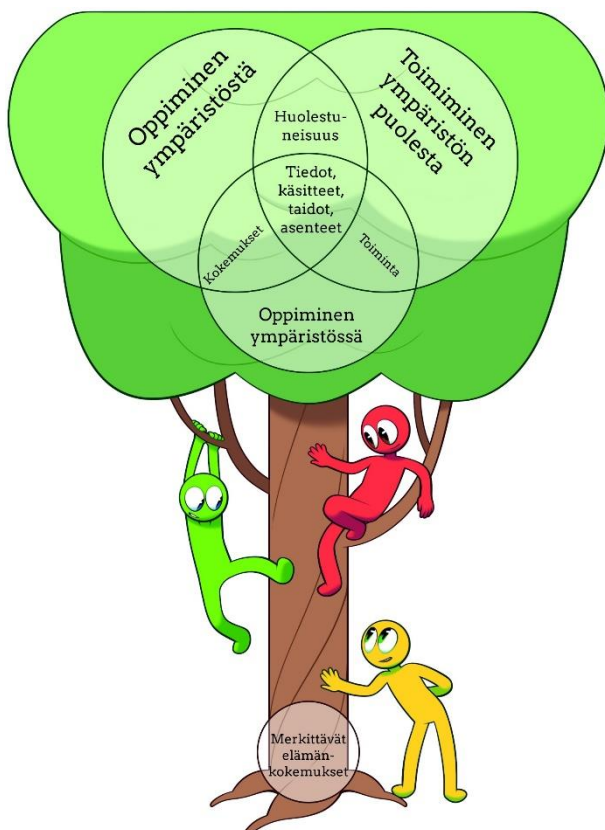 Oppiminen
ympäristöstä
Toimiminen
ympäristön
puolesta
Huolestu-
neisuus
Tiedot,
käsitteet,
taidot,
asenteet
Kokemukset
Toiminta
Oppiminen
ympäristössä
Merkittävät
elämän-
kokemukset